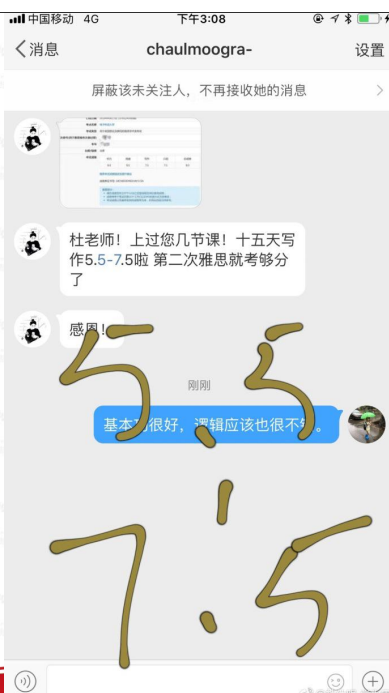 中国移动 4G 下午3:08
消息 chaulmoogra- 设置
屏蔽该未关注人，不再接收她的消息
杜老师！上过您几节课！十五天写
作5.5-7.5啦 第二次雅思就考够分
了
感恩！
刚刚
基本功很好，逻辑应该也很不错。
5.5
7.5